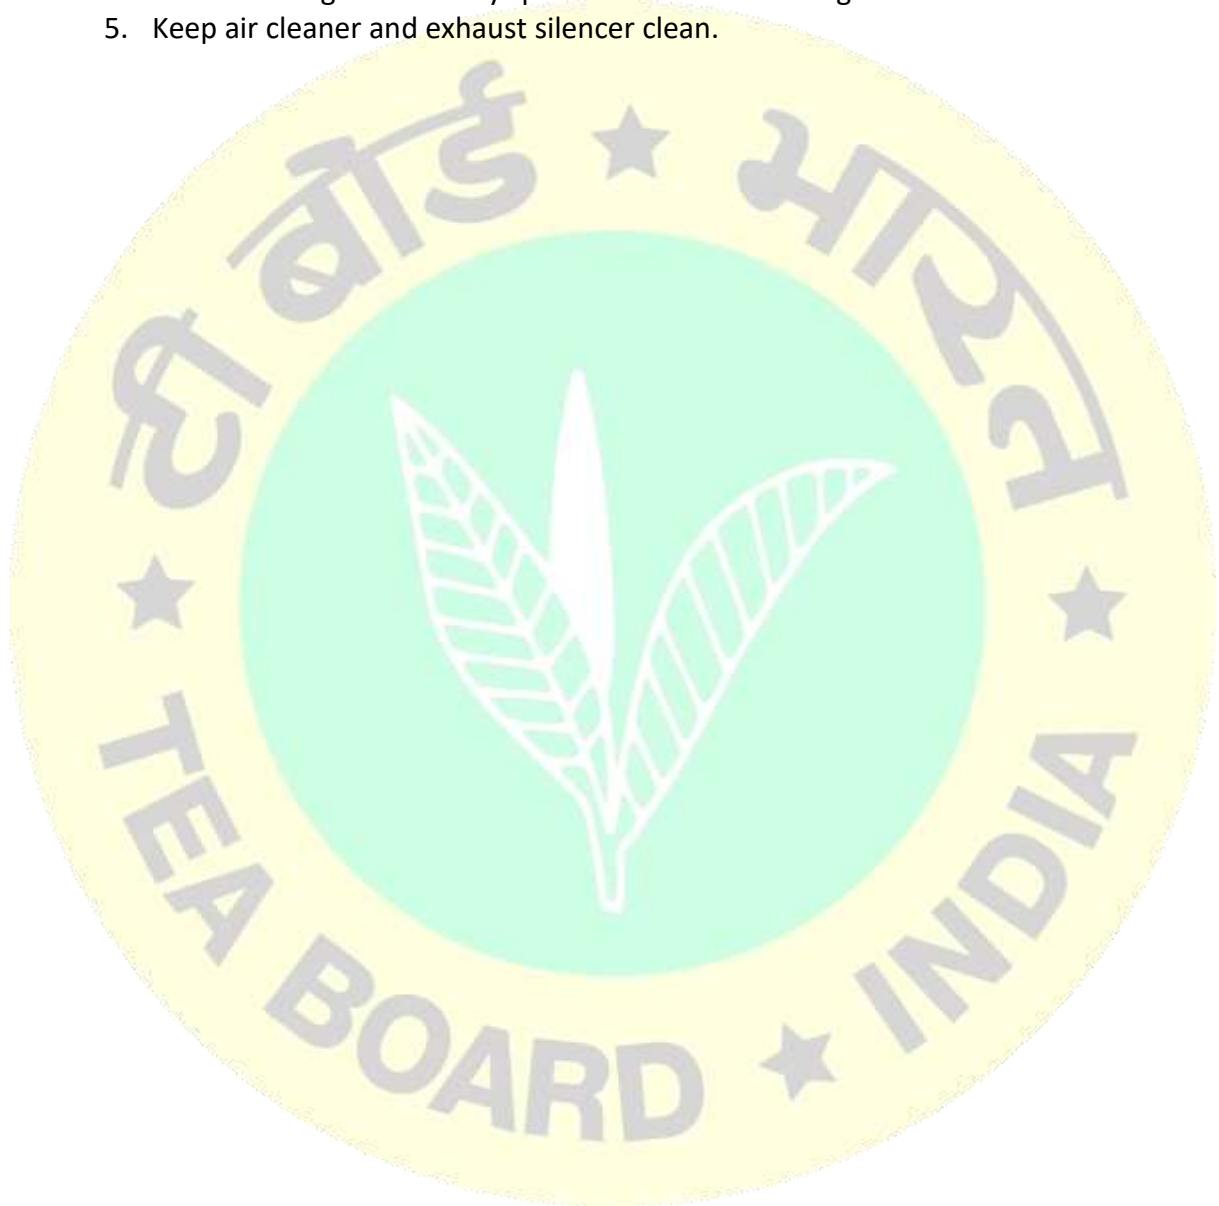 5. Keep air cleaner and exhaust silencer clean.
टी बोर्ड ★ भारत
TEA BOARD ★ INDIA